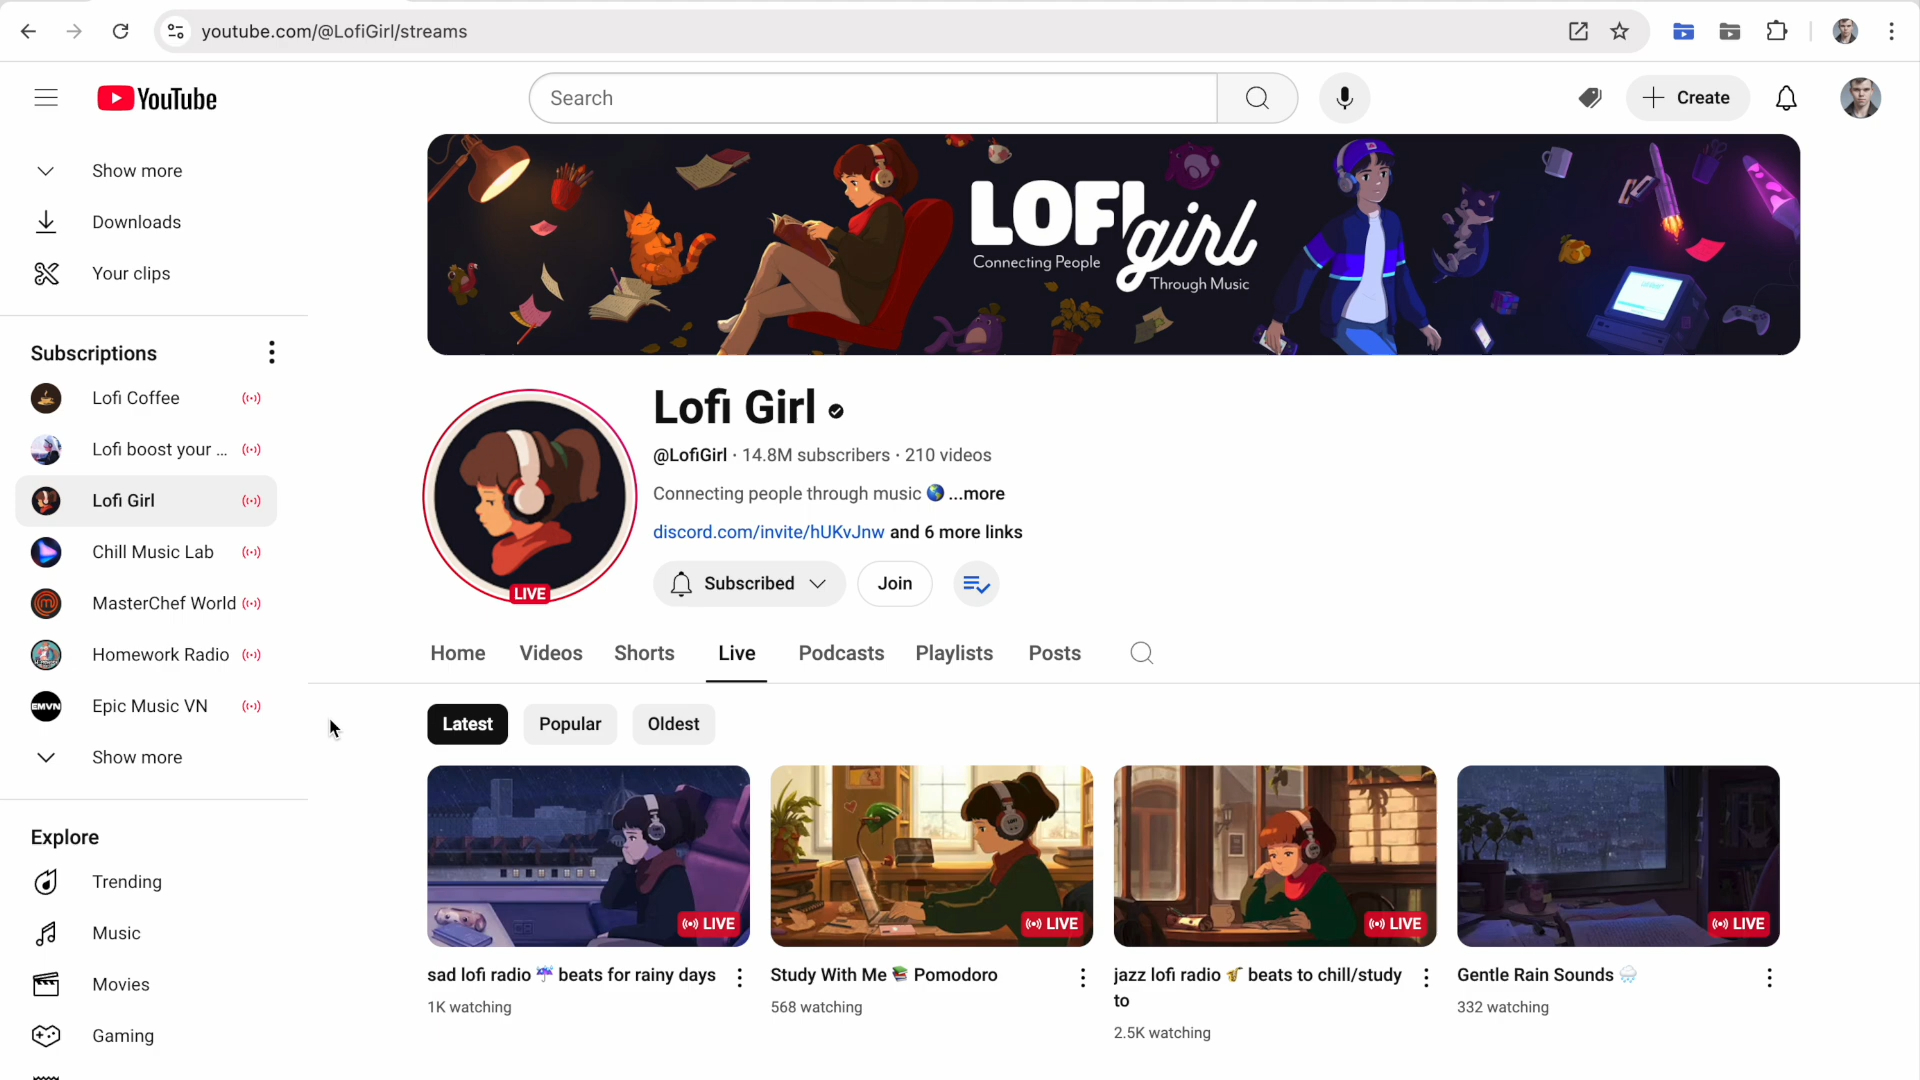 youtube.com/@LofiGirl/streams
YouTube
Search
Create
Show more
Downloads
Your clips
Subscriptions
Lofi Coffee
Lofi boost your ...
Lofi Girl
Chill Music Lab
MasterChef World
Homework Radio
EMVN
Epic Music VN
Show more
Explore
Trending
Music
Movies
Gaming
LOFI girl
Connecting People
Through Music
LIVE
Lofi Girl
@LofiGirl · 14.8M subscribers · 210 videos
Connecting people through music 🌎 ...more
discord.com/invite/hUKvJnw and 6 more links
Subscribed
Join
Home Videos Shorts Live Podcasts Playlists Posts
Latest Popular Oldest
LIVE
LIVE
LIVE
LIVE
sad lofi radio ☔ beats for rainy days
1K watching
Study With Me 📚 Pomodoro
568 watching
jazz lofi radio 🎷 beats to chill/study
to
2.5K watching
Gentle Rain Sounds 🌧️
332 watching